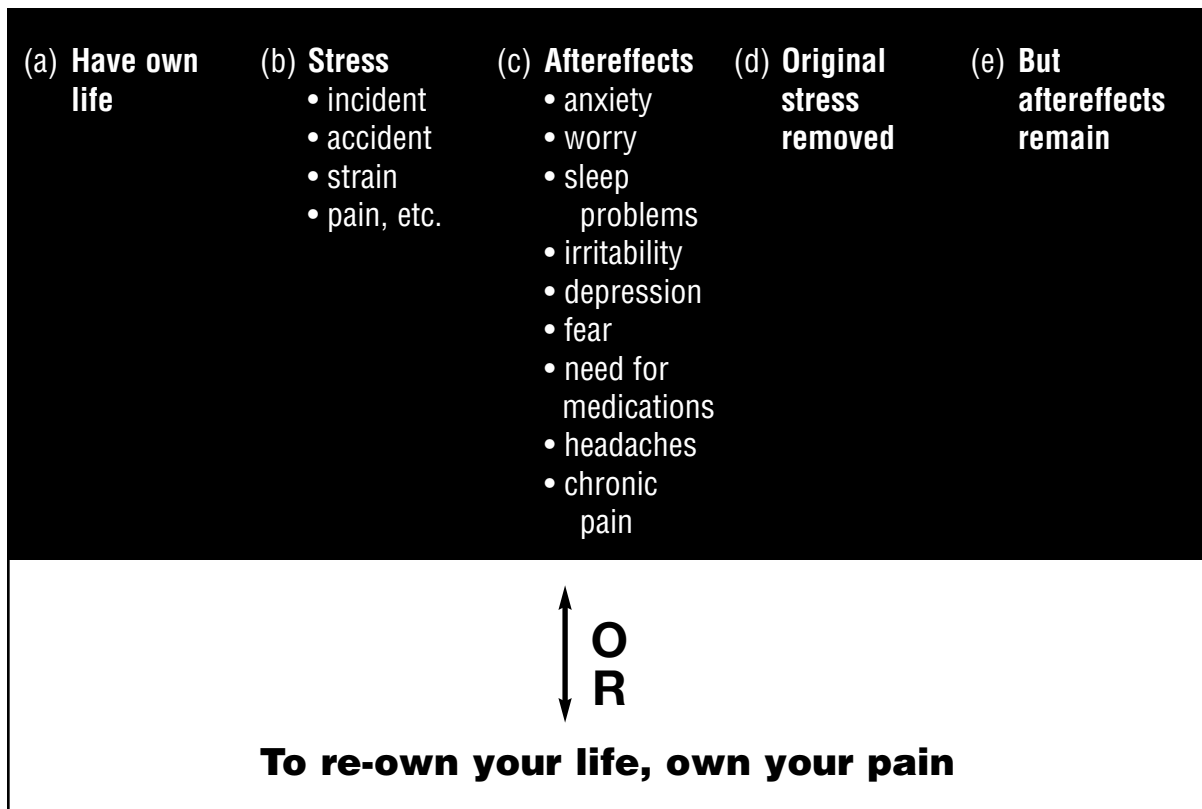 (a) Have own
life
(b) Stress
• incident
• accident
• strain
• pain, etc.
(c) Aftereffects
• anxiety
• worry
• sleep
problems
• irritability
• depression
• fear
• need for
medications
• headaches
• chronic
pain
(d) Original
stress
removed
(e) But
aftereffects
remain
O
R
To re-own your life, own your pain